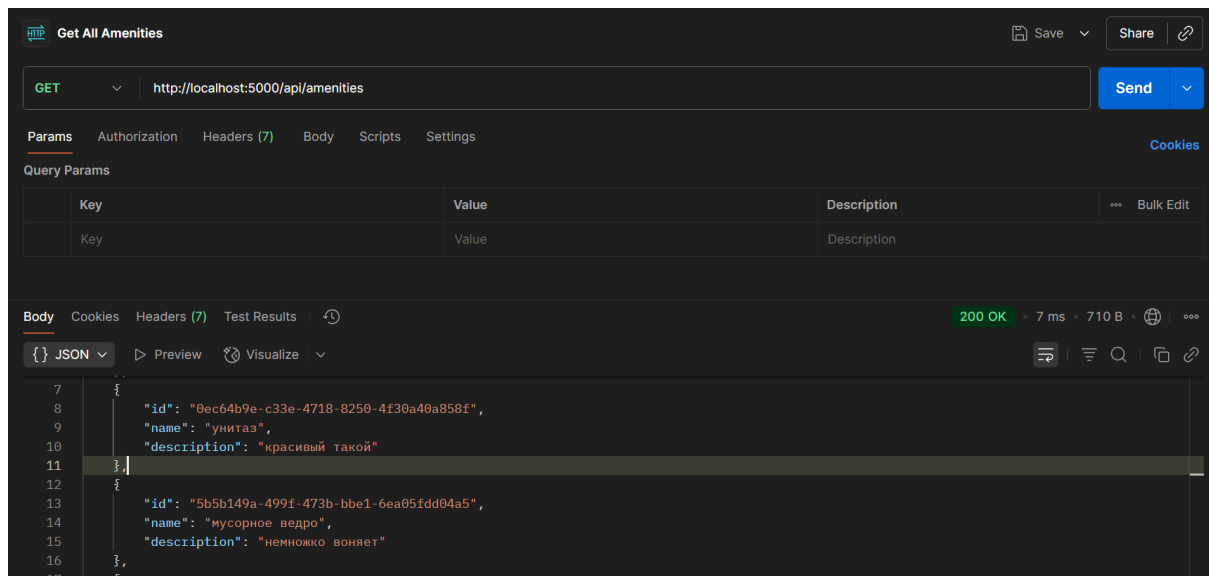 HTTP Get All Amenities Save Share
GET http://localhost:5000/api/amenities Send
Params Authorization Headers (7) Body Scripts Settings Cookies
Query Params
Key Value Description Bulk Edit
Key Value Description
Body Cookies Headers (7) Test Results 200 OK • 7 ms • 710 B
{} JSON Preview Visualize
7 {
8 "id": "0ec64b9e-c33e-4718-8250-4f30a40a858f",
9 "name": "унитаз",
10 "description": "красивый такой"
11 },
12 {
13 "id": "5b5b149a-499f-473b-bbe1-6ea05fdd04a5",
14 "name": "мусорное ведро",
15 "description": "немножко воняет"
16 },